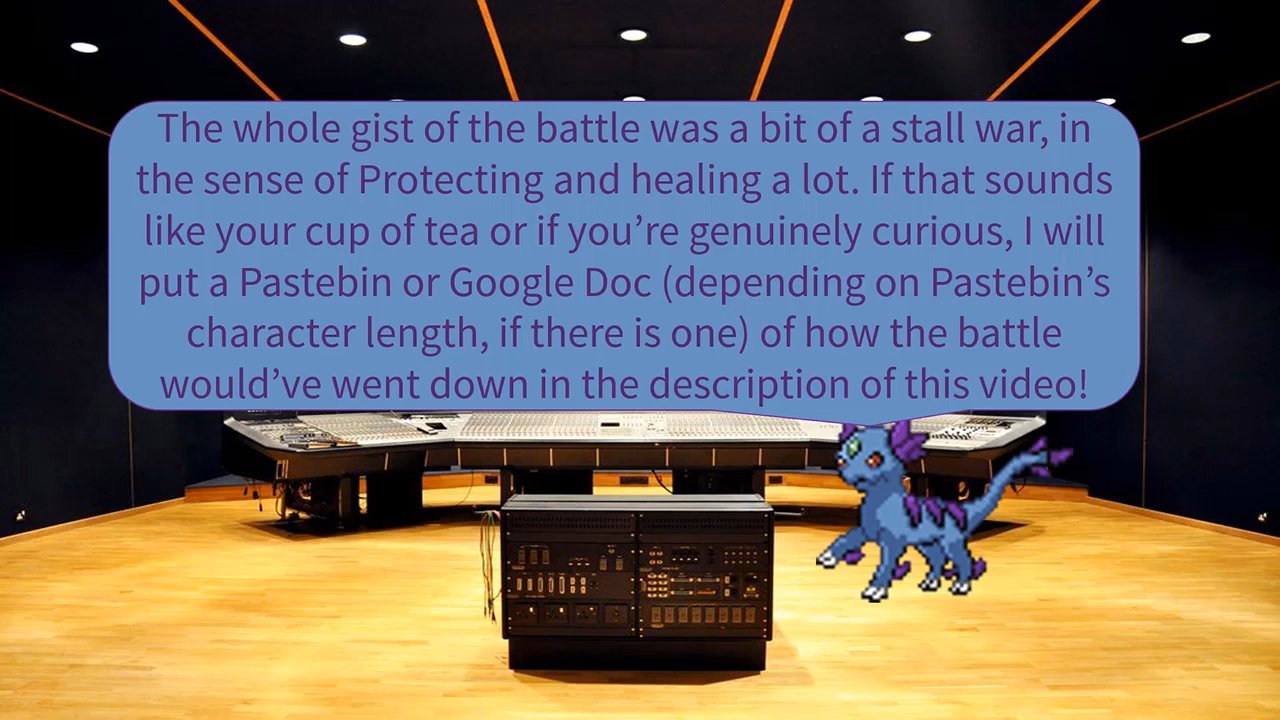 The whole gist of the battle was a bit of a stall war, in
the sense of Protecting and healing a lot. If that sounds
like your cup of tea or if you’re genuinely curious, I will
put a Pastebin or Google Doc (depending on Pastebin’s
character length, if there is one) of how the battle
would’ve went down in the description of this video!